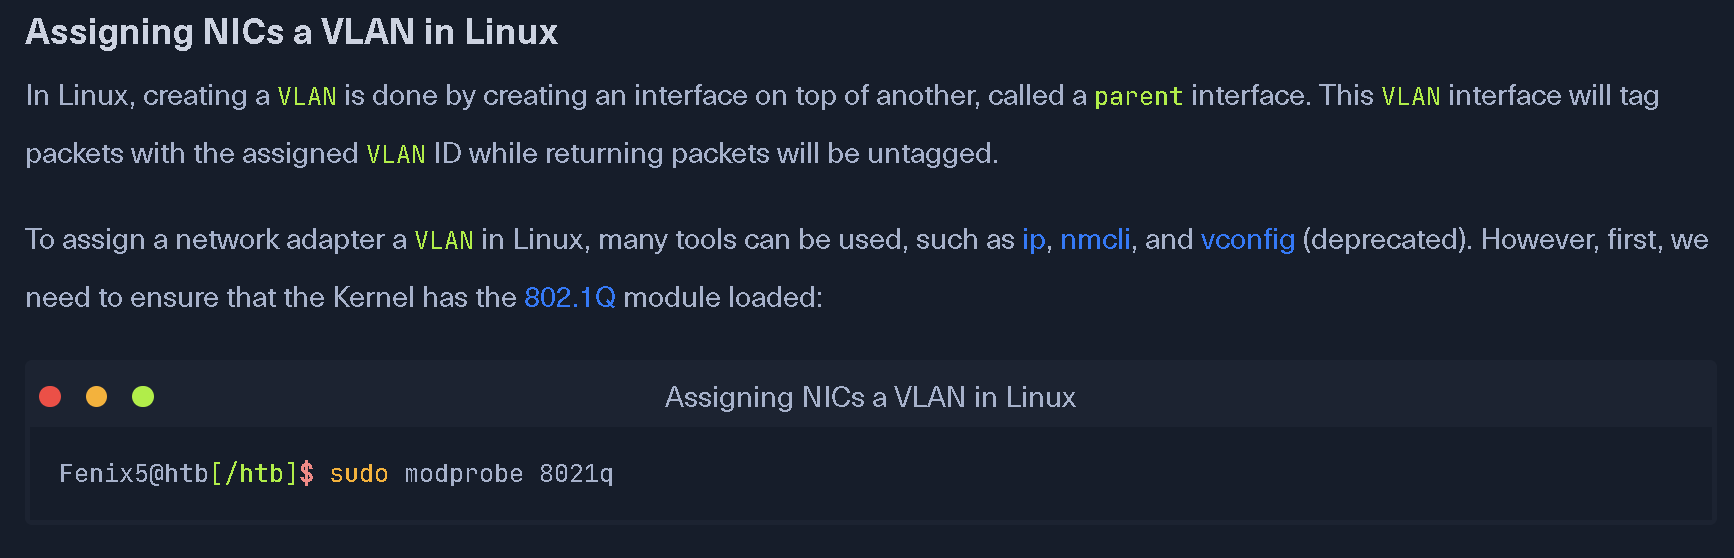 Assigning NICs a VLAN in Linux
In Linux, creating a VLAN is done by creating an interface on top of another, called a parent interface. This VLAN interface will tag
packets with the assigned VLAN ID while returning packets will be untagged.
To assign a network adapter a VLAN in Linux, many tools can be used, such as ip, nmcli, and vconfig (deprecated). However, first, we
need to ensure that the Kernel has the 802.1Q module loaded:
Assigning NICs a VLAN in Linux
Fenix5@htb[/htb]$ sudo modprobe 8021q